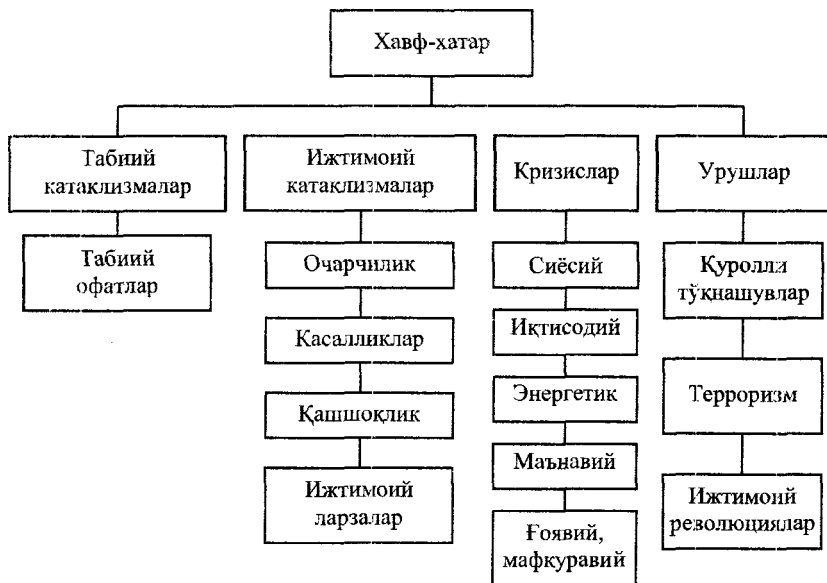 Хавф-хатар
Табиий
катаклизмалар
Табиий
офатлар
Ижтимоий
катаклизмалар
Очарчилик
Касалликлар
Қашшоқлик
Ижтимоий
ларзалар
Кризислар
Сиёсий
Иқтисодий
Энергетик
Маънавий
Ғоявий,
мафкуравий
Урушлар
Қуролли
тўқнашувлар
Терроризм
Ижтимоий
революциялар